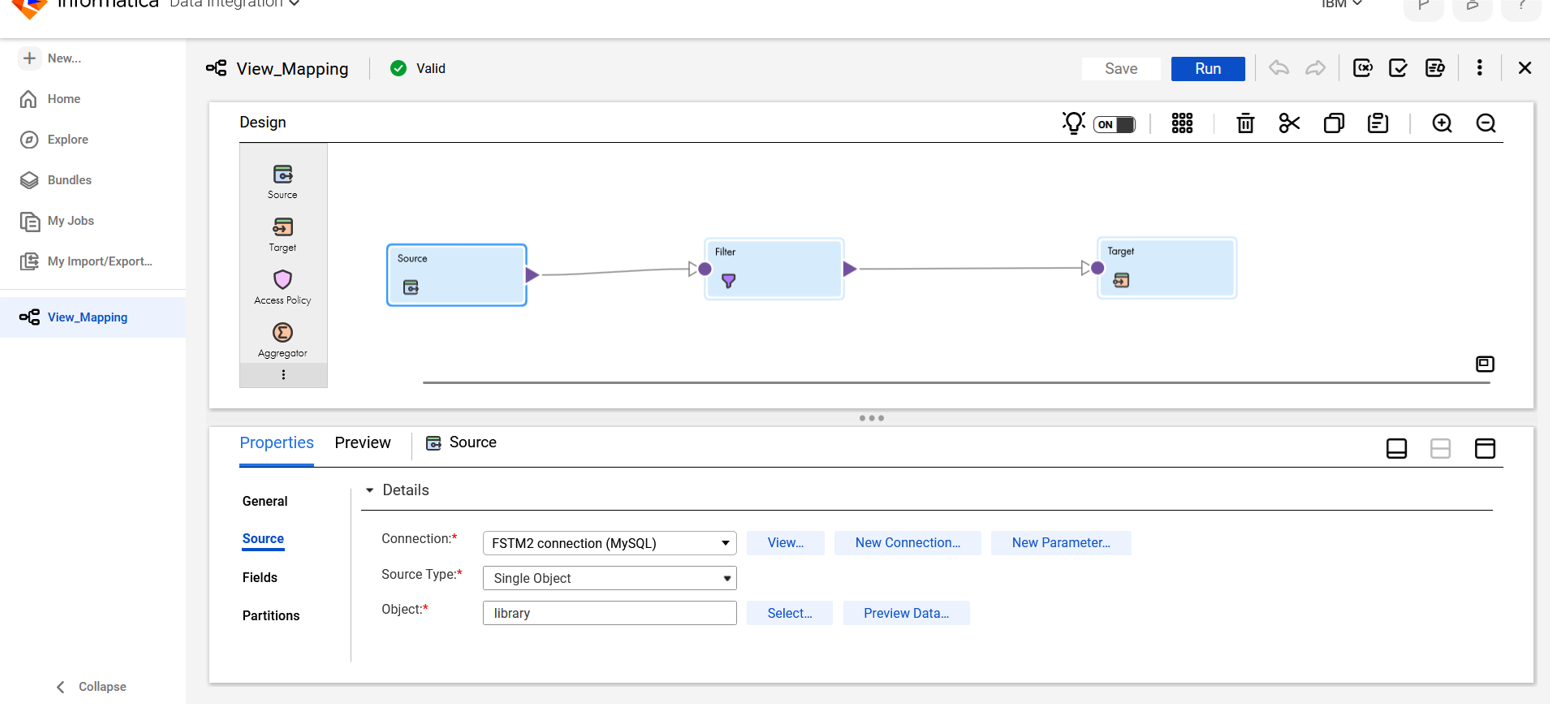 Informatica Data Integration
IBM
New...
Home
Explore
Bundles
My Jobs
My Import/Export...
View_Mapping
Collapse
View_Mapping Valid
Save Run
Design
ON
Source
Target
Access Policy
Aggregator
Source
Filter
Target
Properties Preview Source
General
Source
Fields
Partitions
Details
Connection:* FSTM2 connection (MySQL) View... New Connection... New Parameter...
Source Type:* Single Object
Object:* library Select... Preview Data...